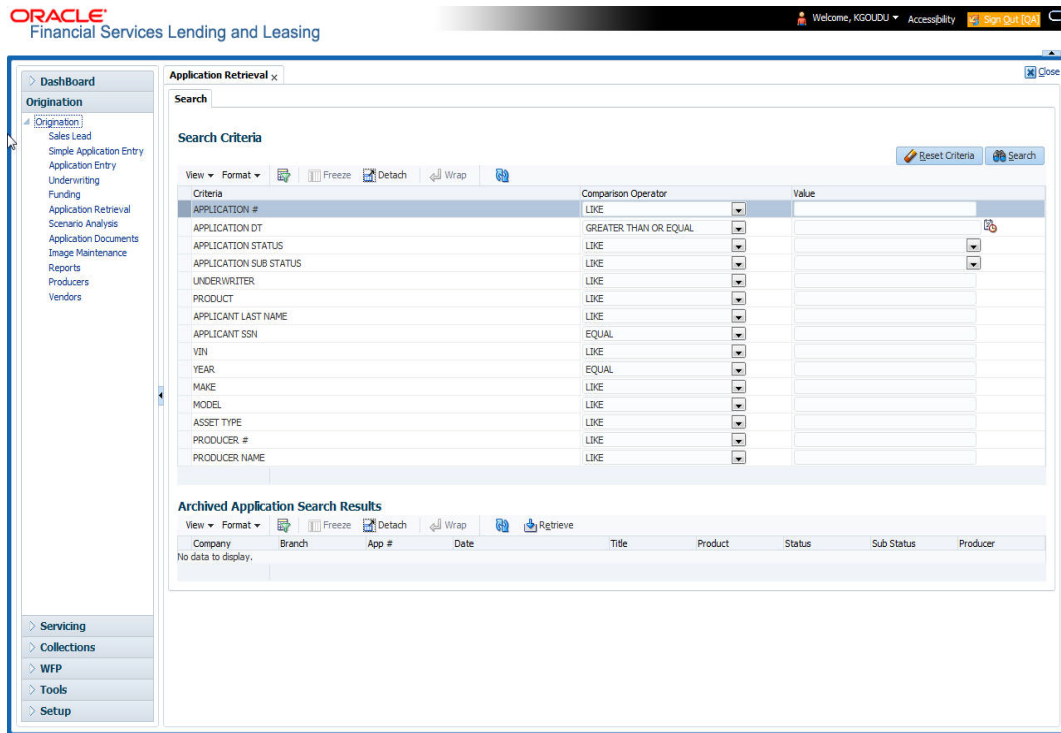 ORACLE
Financial Services Lending and Leasing
Welcome, KGOUDU Accessibility Sign Out [QA]
DashBoard
Origination
Origination
Sales Lead
Simple Application Entry
Application Entry
Underwriting
Funding
Application Retrieval
Scenario Analysis
Application Documents
Image Maintenance
Reports
Producers
Vendors
Servicing
Collections
WFP
Tools
Setup
Application Retrieval x
Close
Search
Search Criteria
Reset Criteria Search
View Format Freeze Detach Wrap
Criteria Comparison Operator Value
APPLICATION # LIKE
APPLICATION DT GREATER THAN OR EQUAL
APPLICATION STATUS LIKE
APPLICATION SUB STATUS LIKE
UNDERWRITER LIKE
PRODUCT LIKE
APPLICANT LAST NAME LIKE
APPLICANT SSN EQUAL
VIN LIKE
YEAR EQUAL
MAKE LIKE
MODEL LIKE
ASSET TYPE LIKE
PRODUCER # LIKE
PRODUCER NAME LIKE
Archived Application Search Results
View Format Freeze Detach Wrap Retrieve
Company Branch App # Date Title Product Status Sub Status Producer
No data to display.